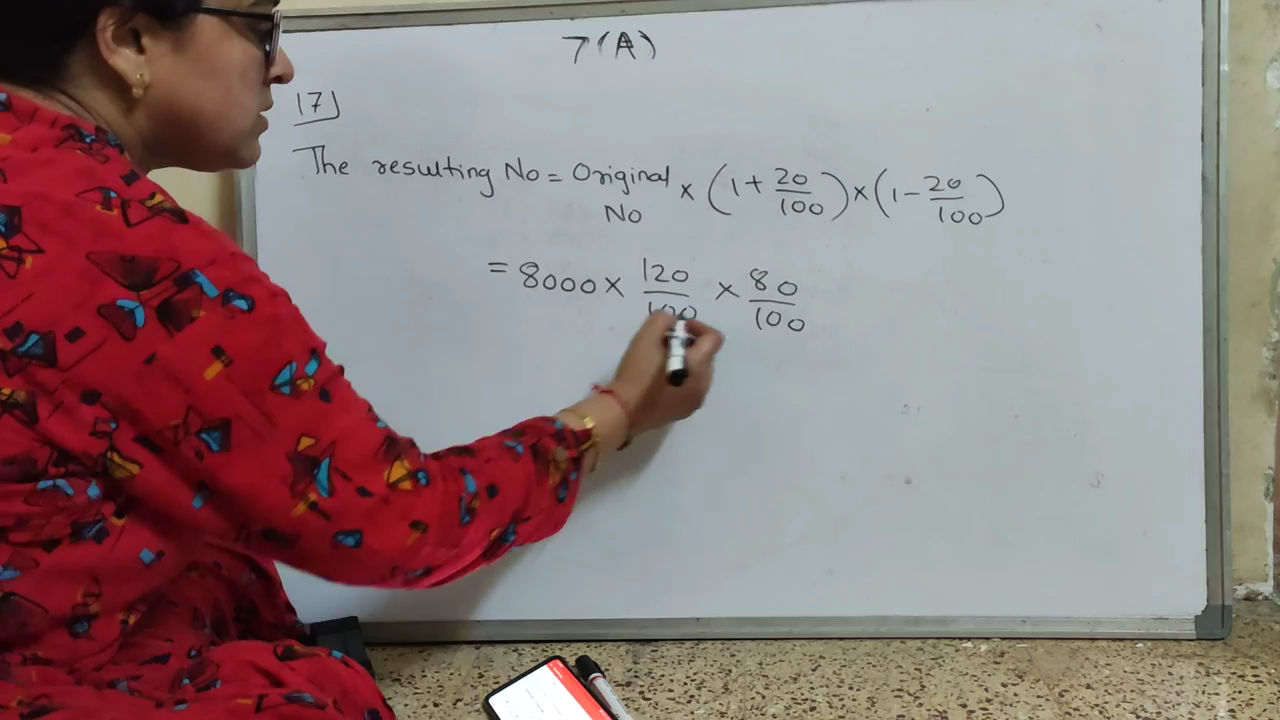 7(A)
17)
The resulting No = Original No × (1 + 20/100) × (1 - 20/100)
= 8000 × 120/100 × 80/100